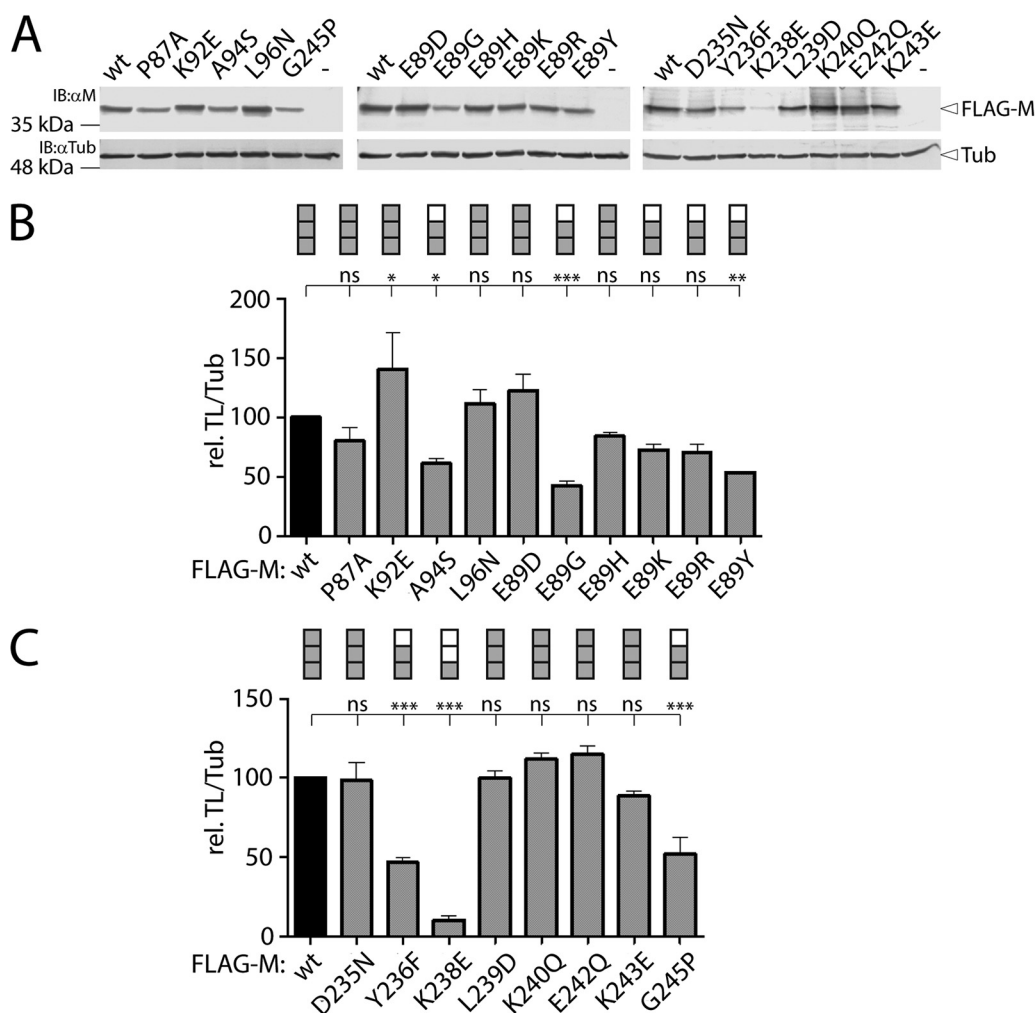 A
wt P87A K92E A94S L96N G245P -
wt E89D E89G E89H E89K E89R E89Y -
wt D235N Y236F K238E L239D K240Q E242Q K243E -
IB:αM
35 kDa
FLAG-M
IB:αTub
48 kDa
Tub
B
ns * * ns ns *** ns ns ns **
200
150
100
50
0
rel. TL/Tub
FLAG-M: wt P87A K92E A94S L96N E89D E89G E89H E89K E89R E89Y
C
ns *** *** ns ns ns ns ***
150
100
50
0
rel. TL/Tub
FLAG-M: wt D235N Y236F K238E L239D K240Q E242Q K243E G245P